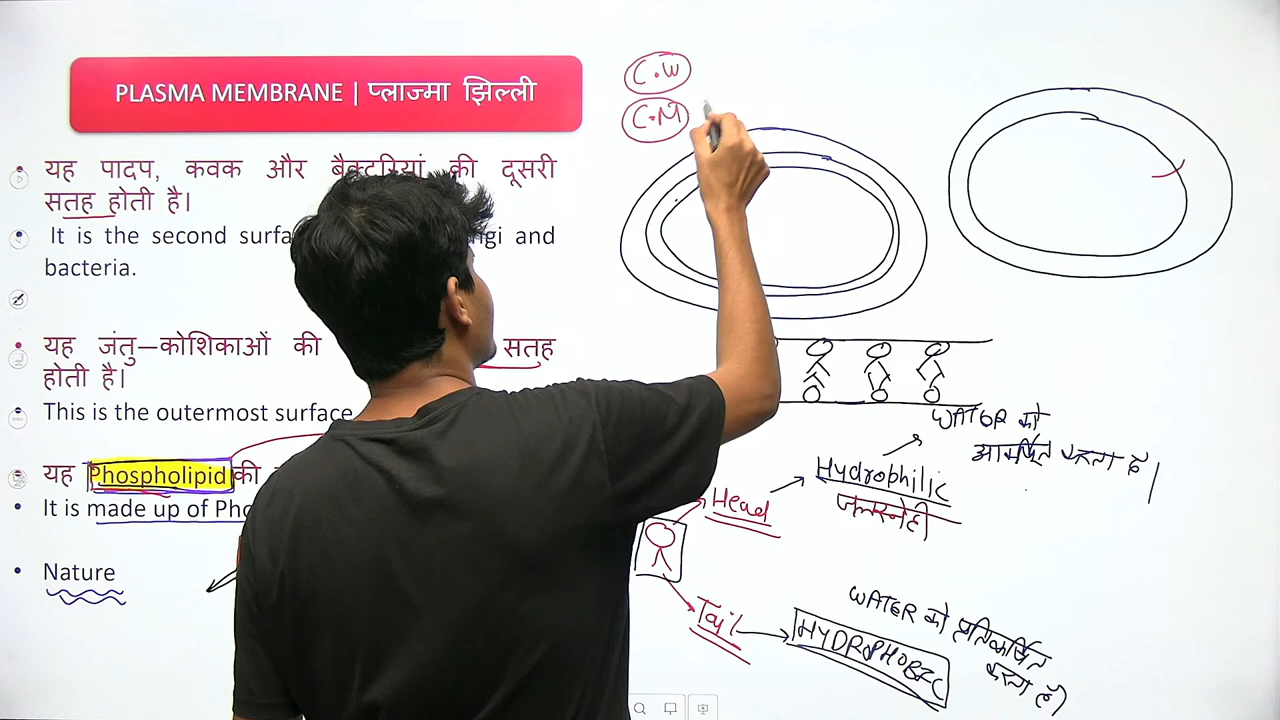 PLASMA MEMBRANE | प्लाज्मा झिल्ली
यह पादप, कवक और बैक्टरियां की दूसरी
सतह होती है।
It is the second surfa gi and
bacteria.
यह जंतु–कोशिकाओं की सतह
होती है।
This is the outermost surface
यह Phospholipid की
It is made up of Pho
Nature
C.W
C.M
WATER को
आकर्षित करता है।
Hydrophilic
जलस्नेही
Head
Tail
HYDROPHOBIC
WATER को प्रतिकर्षित
करता है।